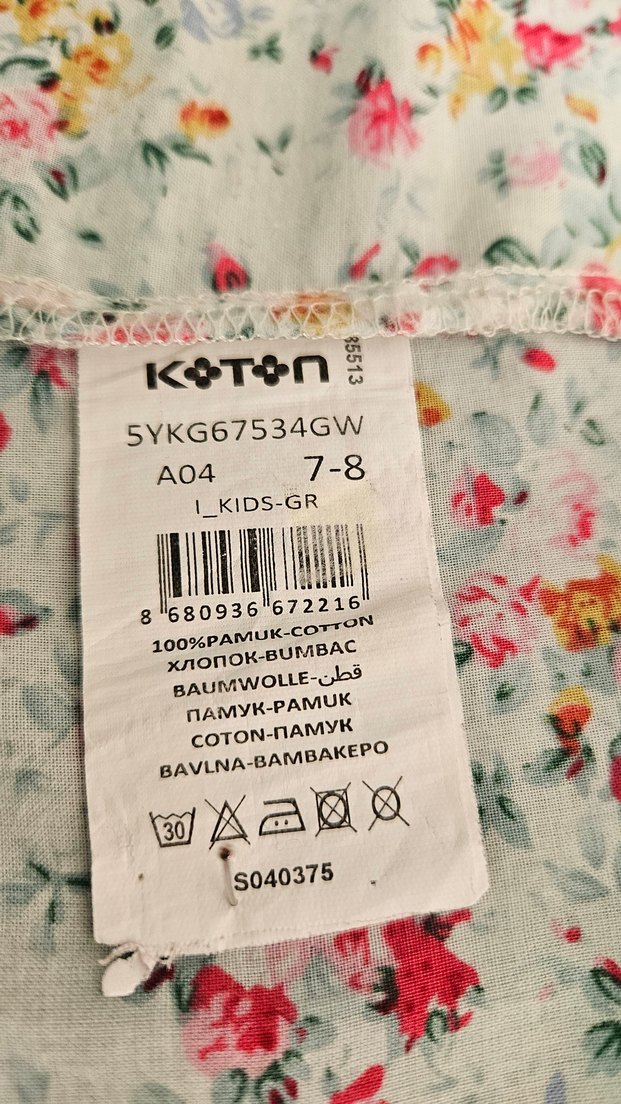 KOTON
35513
5YKG67534GW
A04 7-8
I_KIDS-GR
8 680936 672216
100%PAMUK-COTTON
ХЛОПОК-BUMBAC
BAUMWOLLE-قطن
ПАМУК-PAMUK
COTON-ПАМУК
BAVLNA-BAMBAKEPO
30
S040375